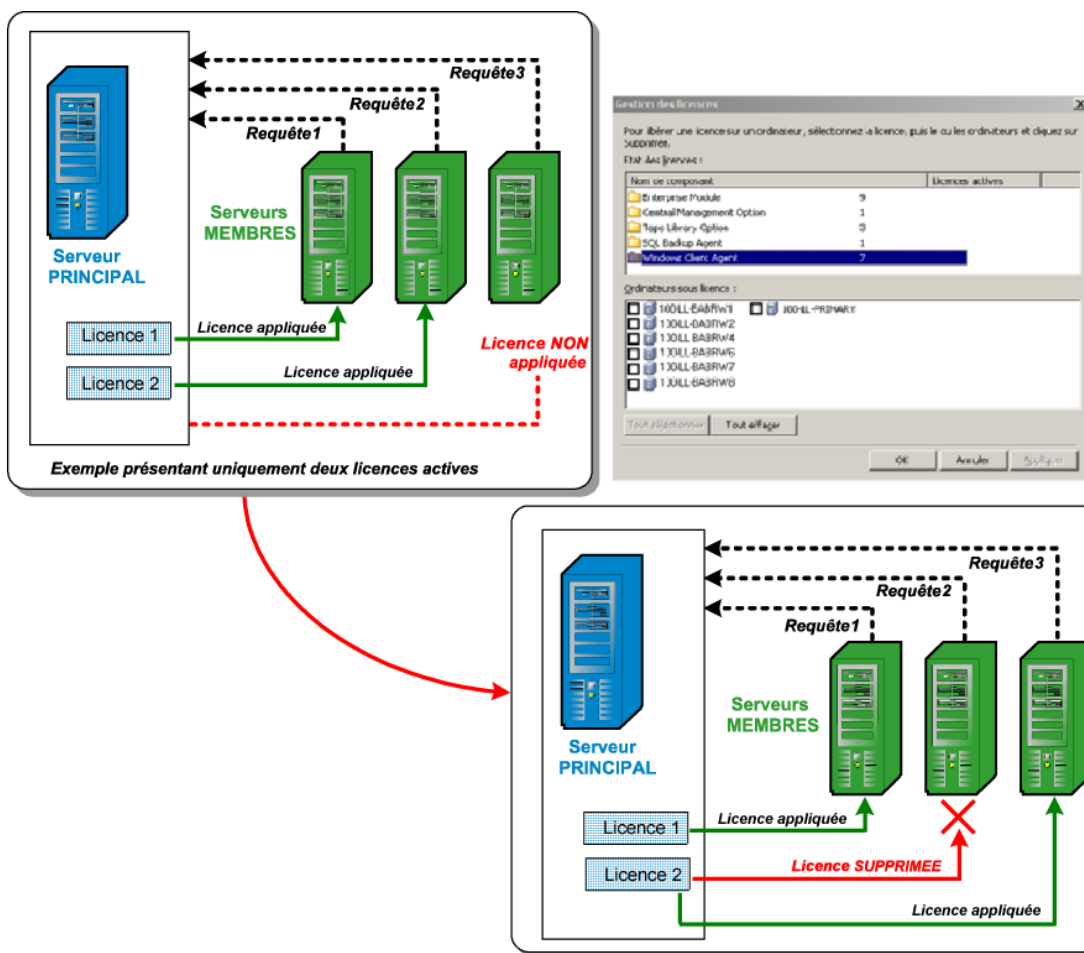 Requête3
Requête2
Requête1
Serveurs
MEMBRES
Serveur
PRINCIPAL
Licence 1
Licence appliquée
Licence 2
Licence appliquée
Licence NON
appliquée
Exemple présentant uniquement deux licences actives
Gestion des licences
Pour libérer une licence sur un ordinateur, sélectionnez la licence, puis le ou les ordinateurs et cliquez sur
Supprimer.
Etat des licences :
Nom de composant Licences actives
Enterprise Module 9
Central Management Option 1
Tape Library Option
SQL Backup Agent 1
Windows Client Agent 7
Ordinateurs sous licence :
Tout sélectionner Tout effacer
OK Annuler Appliquer
Requête3
Requête2
Requête1
Serveurs
MEMBRES
Serveur
PRINCIPAL
Licence 1
Licence appliquée
Licence 2
Licence SUPPRIMEE
Licence appliquée